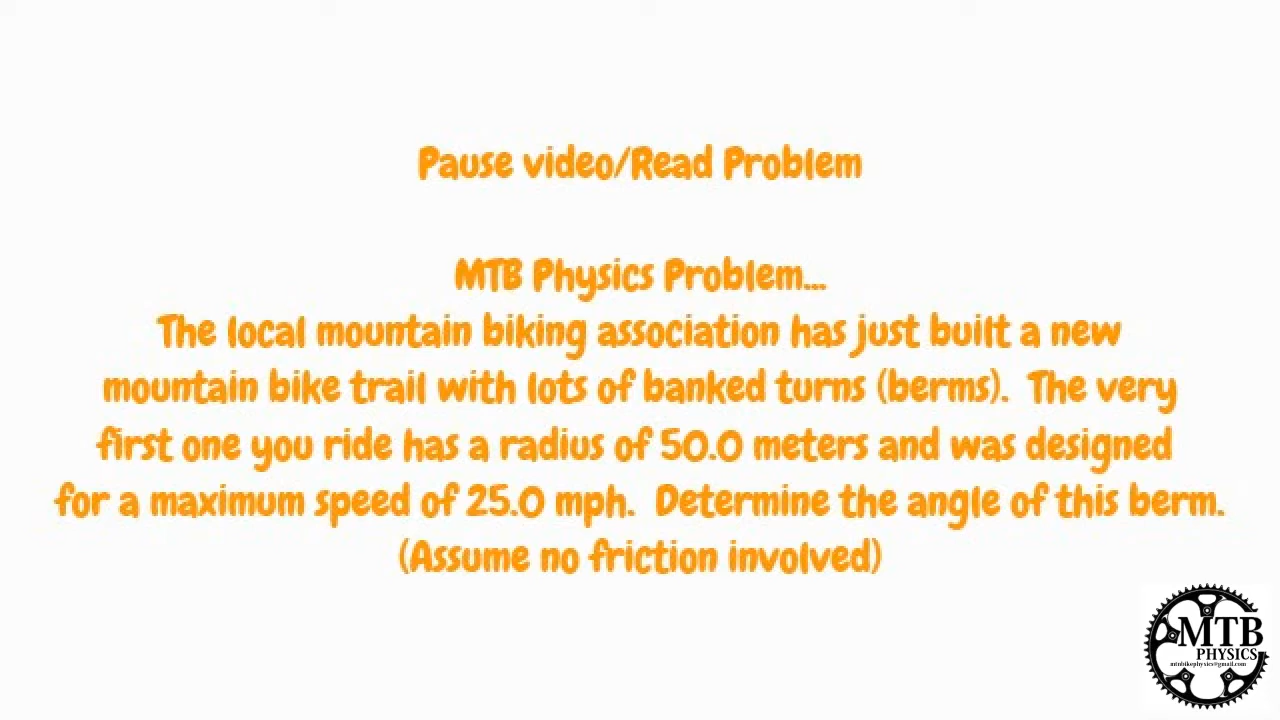 Pause video/Read Problem
MTB Physics Problem...
The local mountain biking association has just built a new
mountain bike trail with lots of banked turns (berms). The very
first one you ride has a radius of 50.0 meters and was designed
for a maximum speed of 25.0 mph. Determine the angle of this berm.
(Assume no friction involved)
MTB
PHYSICS
mtnbikephysics@gmail.com